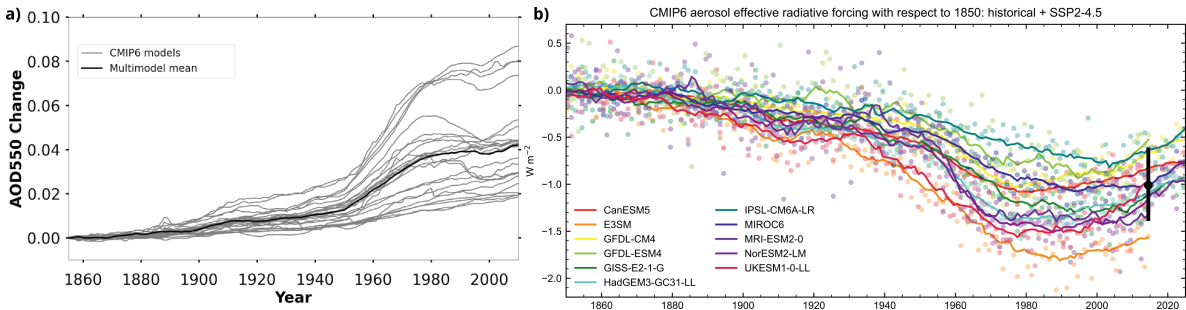 a)
0.10
0.08
0.06
0.04
0.02
0.00
AOD550 Change
CMIP6 models
Multimodel mean
1860 1880 1900 1920 1940 1960 1980 2000
Year
b)
CMIP6 aerosol effective radiative forcing with respect to 1850: historical + SSP2-4.5
0.5
0.0
−0.5
−1.0
−1.5
−2.0
W m−2
CanESM5
E3SM
GFDL-CM4
GFDL-ESM4
GISS-E2-1-G
HadGEM3-GC31-LL
IPSL-CM6A-LR
MIROC6
MRI-ESM2-0
NorESM2-LM
UKESM1-0-LL
1860 1880 1900 1920 1940 1960 1980 2000 2020